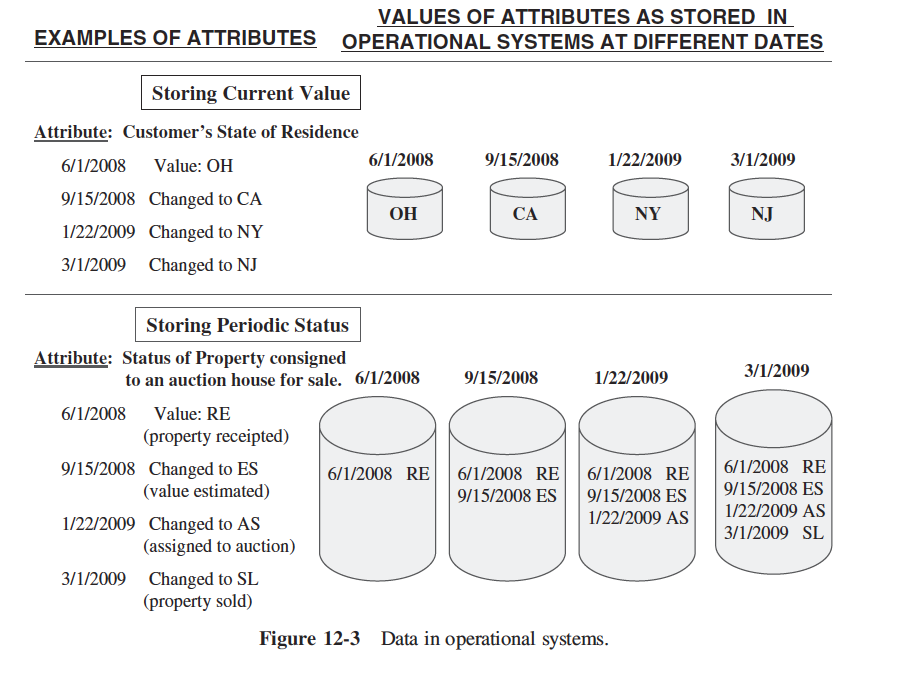 EXAMPLES OF ATTRIBUTES
VALUES OF ATTRIBUTES AS STORED IN
OPERATIONAL SYSTEMS AT DIFFERENT DATES
Storing Current Value
Attribute: Customer's State of Residence
6/1/2008 Value: OH
9/15/2008 Changed to CA
1/22/2009 Changed to NY
3/1/2009 Changed to NJ
6/1/2008 9/15/2008 1/22/2009 3/1/2009
OH CA NY NJ
Storing Periodic Status
Attribute: Status of Property consigned
to an auction house for sale.
6/1/2008 Value: RE
(property receipted)
9/15/2008 Changed to ES
(value estimated)
1/22/2009 Changed to AS
(assigned to auction)
3/1/2009 Changed to SL
(property sold)
6/1/2008
6/1/2008 RE
9/15/2008
6/1/2008 RE
9/15/2008 ES
1/22/2009
6/1/2008 RE
9/15/2008 ES
1/22/2009 AS
3/1/2009
6/1/2008 RE
9/15/2008 ES
1/22/2009 AS
3/1/2009 SL
Figure 12-3 Data in operational systems.